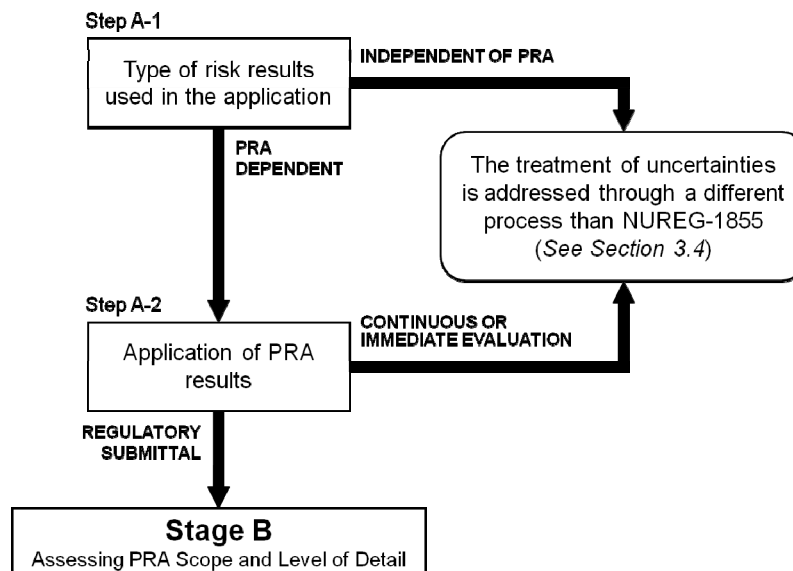 Step A-1
Type of risk results
used in the application
INDEPENDENT OF PRA
PRA
DEPENDENT
The treatment of uncertainties
is addressed through a different
process than NUREG-1855
(See Section 3.4)
Step A-2
Application of PRA
results
CONTINUOUS OR
IMMEDIATE EVALUATION
REGULATORY
SUBMITTAL
Stage B
Assessing PRA Scope and Level of Detail